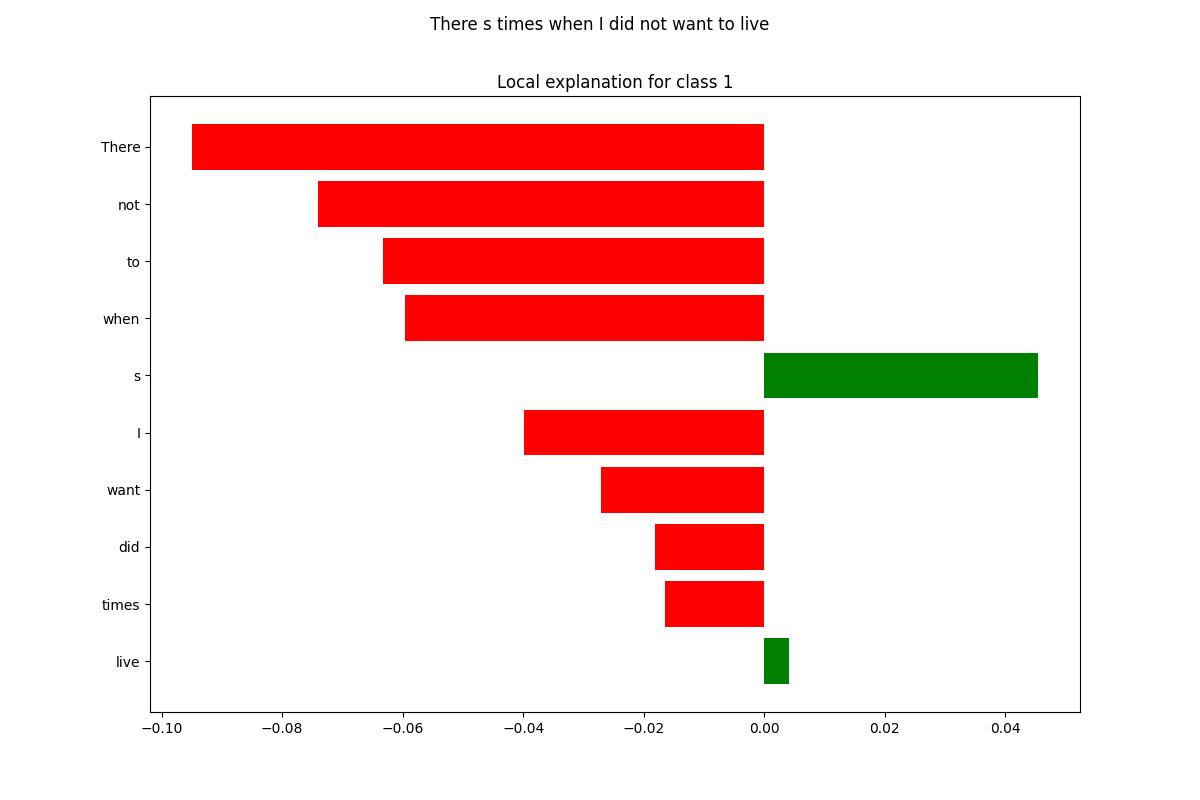 There s times when I did not want to live
Local explanation for class 1
There
not
to
when
s
I
want
did
times
live
−0.10 −0.08 −0.06 −0.04 −0.02 0.00 0.02 0.04